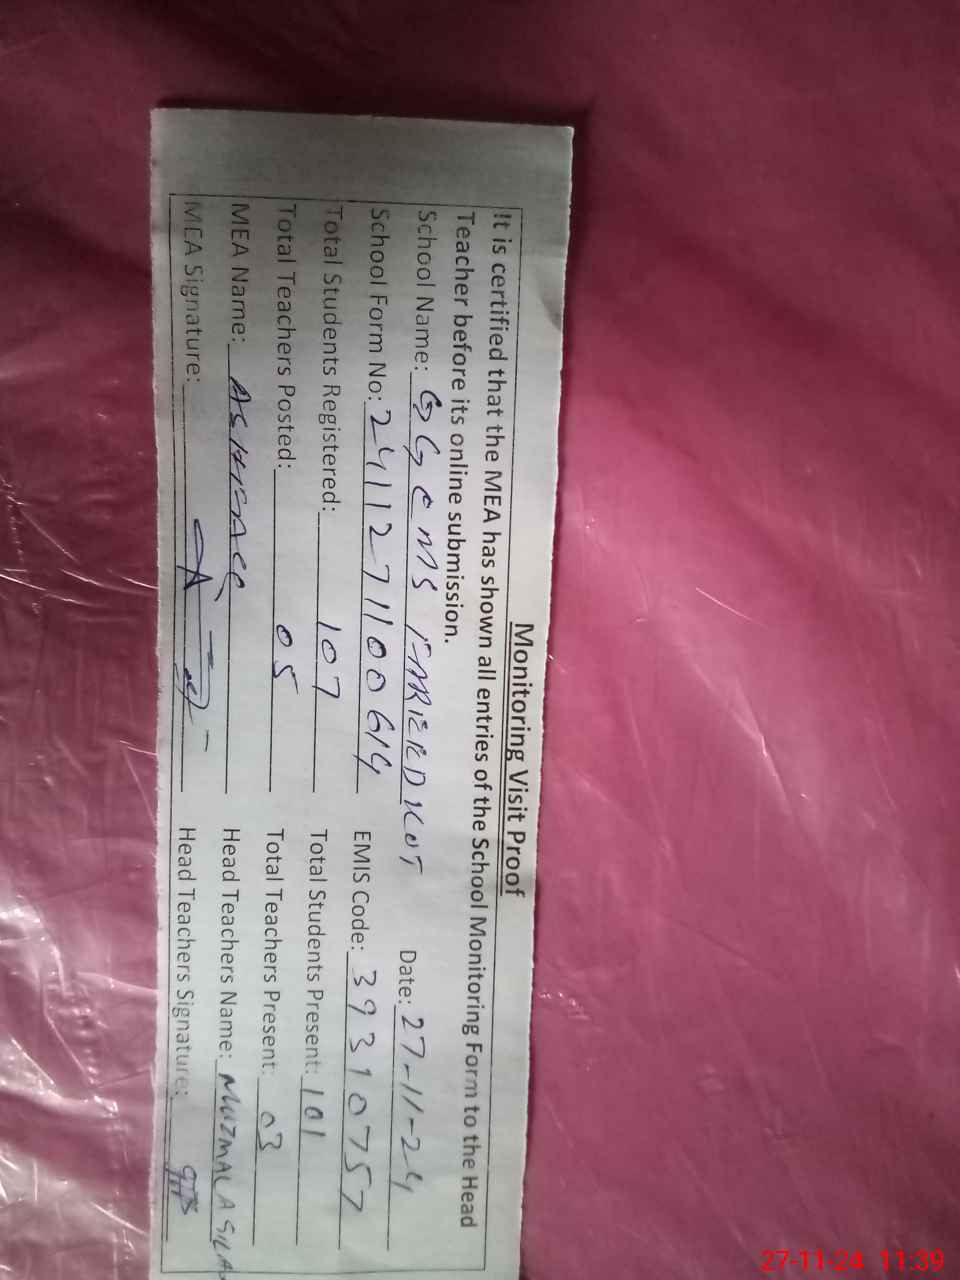 Monitoring Visit Proof
It is certified that the MEA has shown all entries of the School Monitoring Form to the Head
Teacher before its online submission.
School Name: GGCMS FAREEDKOT Date: 27-11-24
School Form No: 2411271100614 EMIS Code: 39310757
Total Students Registered: 107 Total Students Present: 101
Total Teachers Posted: 05 Total Teachers Present: 03
MEA Name: Head Teachers Name: MUZMALA
MEA Signature: Head Teachers Signature:
27-11-24 11:39